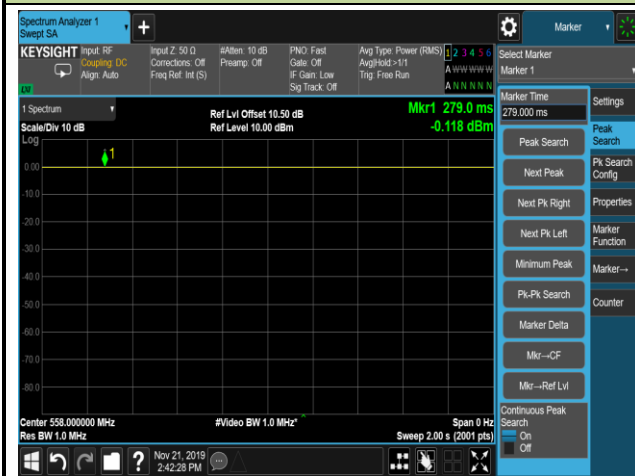 Spectrum Analyzer 1
Swept SA
Marker
KEYSIGHT
Input: RF
Coupling: DC
Align: Auto
Input Z: 50 Ω
Corrections: Off
Freq Ref: Int (S)
#Atten: 10 dB
Preamp: Off
PNO: Fast
Gate: Off
IF Gain: Low
Sig Track: Off
Avg Type: Power (RMS)
Avg|Hold >1/1
Trig: Free Run
1 2 3 4 5 6
A W W W W W
A N N N N N
Select Marker
Marker 1
1 Spectrum
Scale/Div 10 dB
Log
Ref Lvl Offset 10.50 dB
Ref Level 10.00 dBm
Mkr1 279.0 ms
-0.118 dBm
1
0.00
-10.0
-20.0
-30.0
-40.0
-50.0
-60.0
-70.0
-80.0
Center 558.000000 MHz
Res BW 1.0 MHz
#Video BW 1.0 MHz*
Span 0 Hz
Sweep 2.00 s (2001 pts)
Marker Time
279.000 ms
Peak Search
Next Peak
Next Pk Right
Next Pk Left
Minimum Peak
Pk-Pk Search
Marker Delta
Mkr→CF
Mkr→Ref Lvl
Continuous Peak
Search
On
Off
Settings
Peak
Search
Pk Search
Config
Properties
Marker
Function
Marker→
Counter
Nov 21, 2019
2:42:28 PM